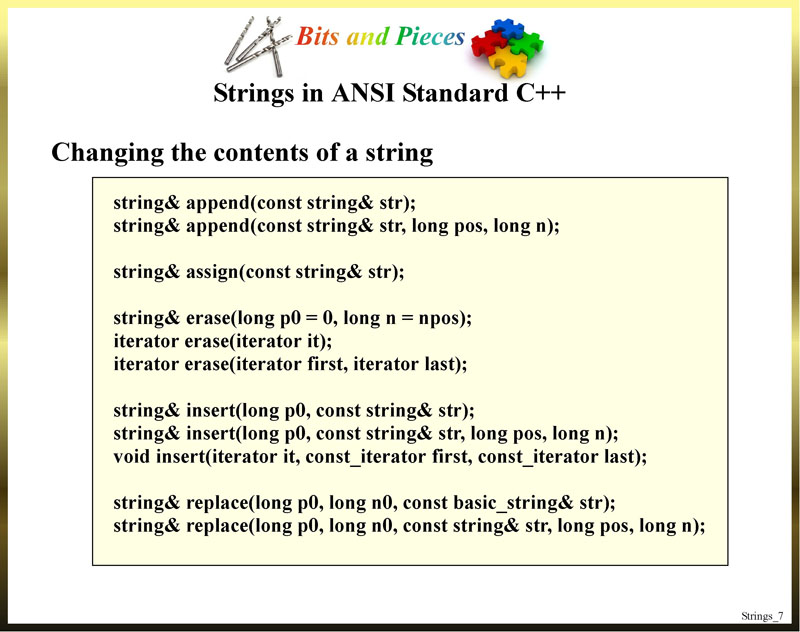 Bits and Pieces
Strings in ANSI Standard C++
Changing the contents of a string
string& append(const string& str);
string& append(const string& str, long pos, long n);
string& assign(const string& str);
string& erase(long p0 = 0, long n = npos);
iterator erase(iterator it);
iterator erase(iterator first, iterator last);
string& insert(long p0, const string& str);
string& insert(long p0, const string& str, long pos, long n);
void insert(iterator it, const_iterator first, const_iterator last);
string& replace(long p0, long n0, const basic_string& str);
string& replace(long p0, long n0, const string& str, long pos, long n);
Strings_7